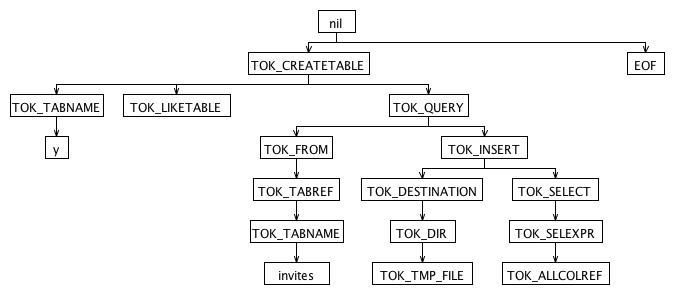 nil
TOK_CREATETABLE EOF
TOK_TABNAME TOK_LIKETABLE TOK_QUERY
y TOK_FROM TOK_INSERT
TOK_TABREF TOK_DESTINATION TOK_SELECT
TOK_TABNAME TOK_DIR TOK_SELEXPR
invites TOK_TMP_FILE TOK_ALLCOLREF